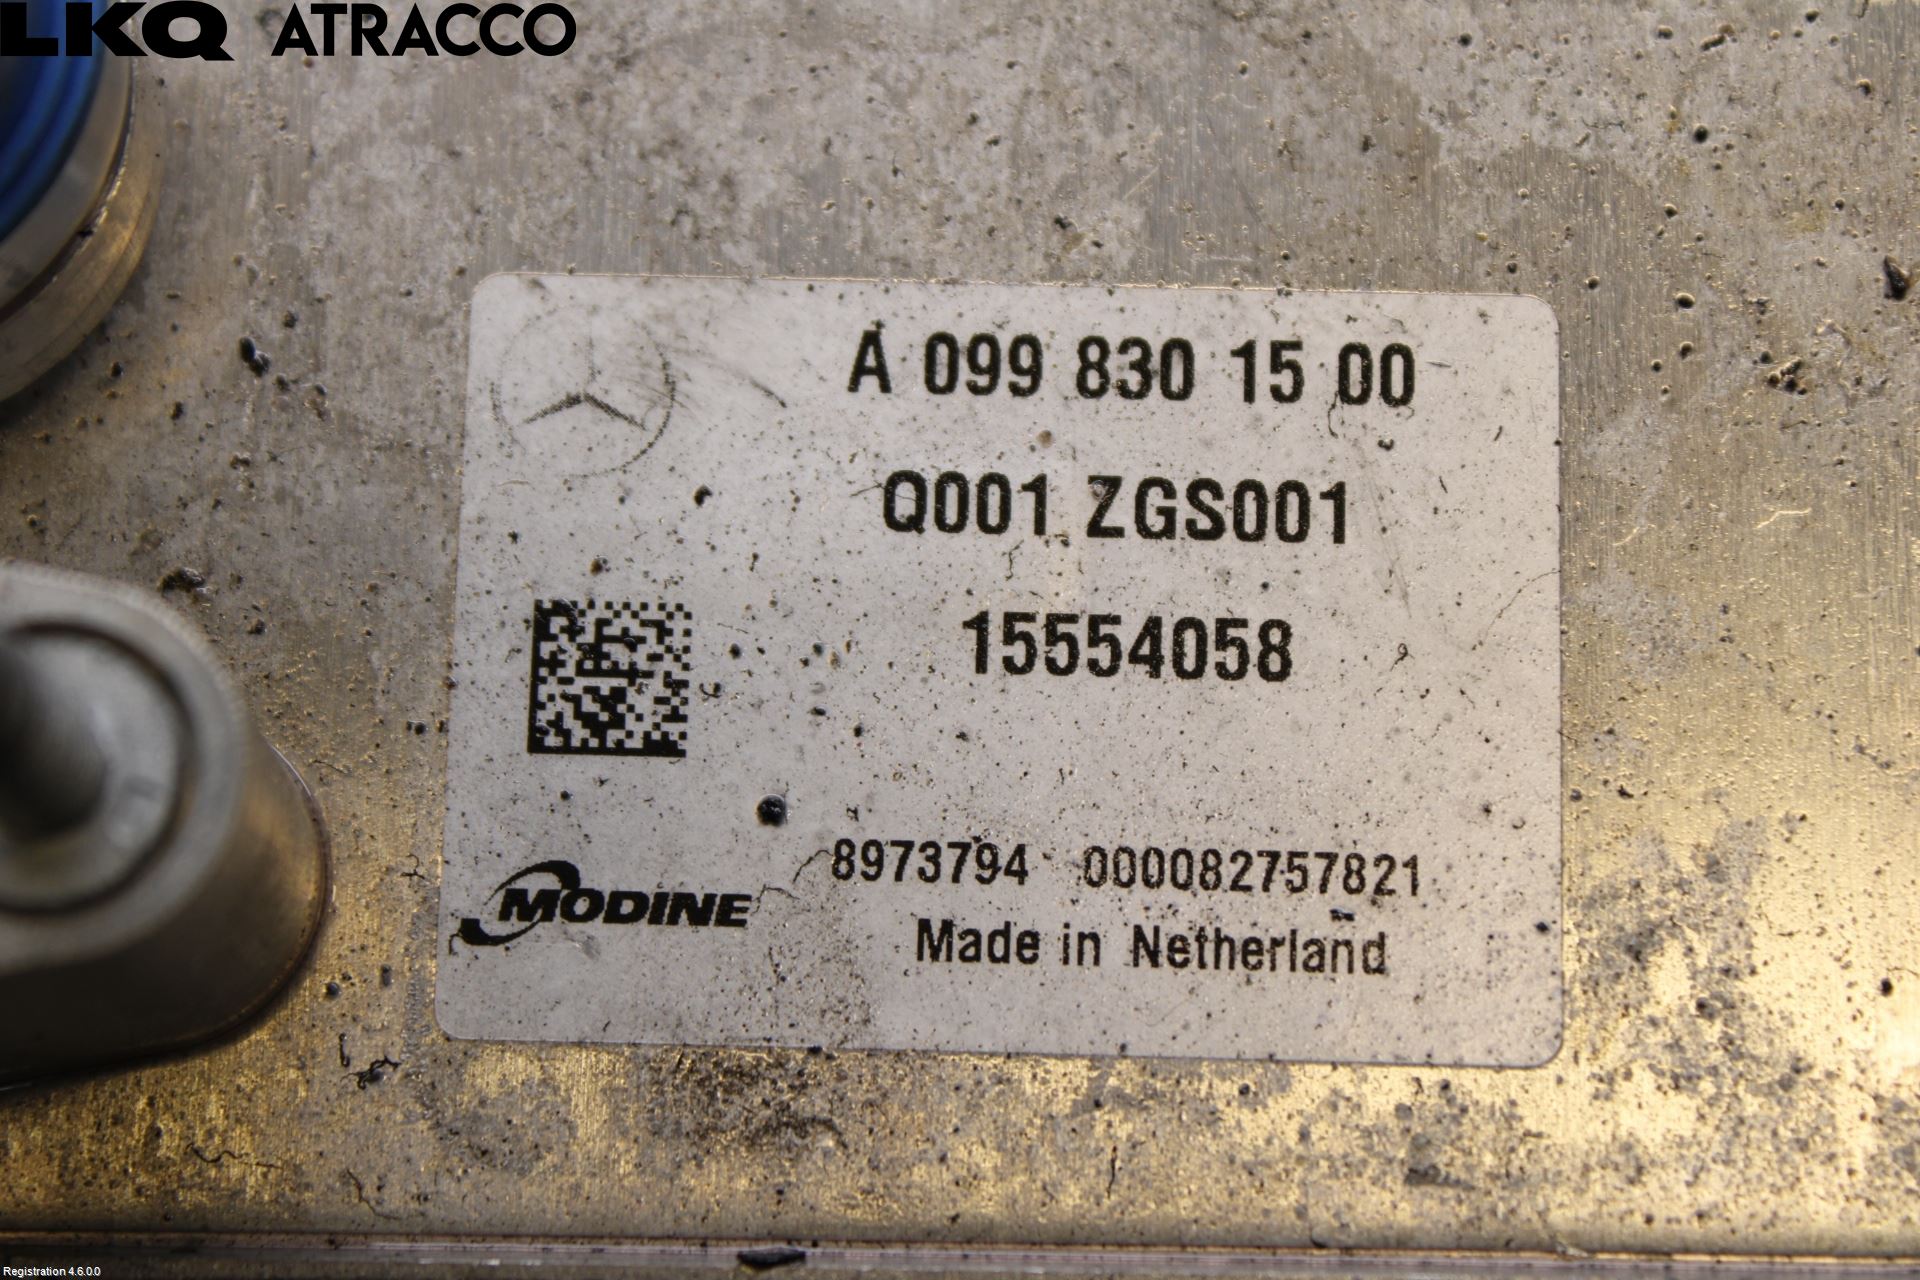 LKQ ATRACCO
A 099 830 15 00
Q001 ZGS001
15554058
8973794 000082757821
MODINE
Made in Netherland
Registration 4.6.0.0